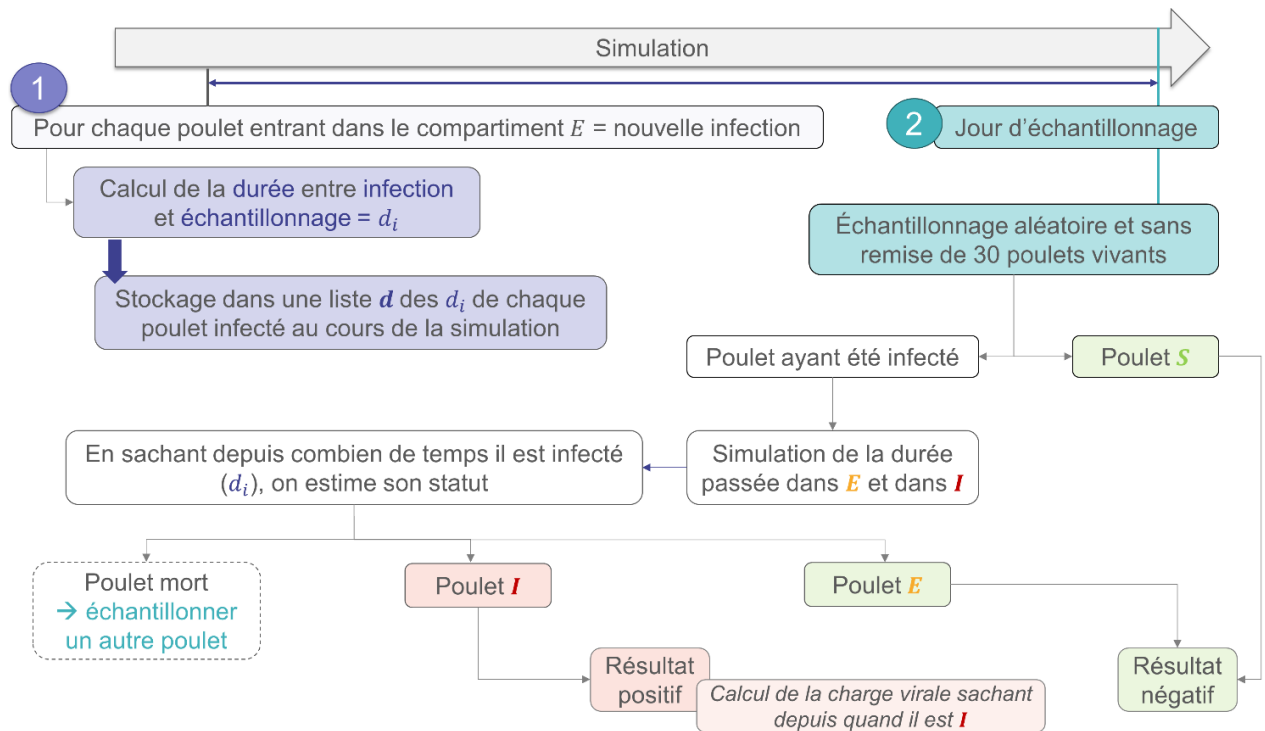 Simulation
1
Pour chaque poulet entrant dans le compartiment E = nouvelle infection
2
Jour d'échantillonnage
Calcul de la durée entre infection
et échantillonnage = dᵢ
Stockage dans une liste d des dᵢ de chaque
poulet infecté au cours de la simulation
Échantillonnage aléatoire et sans
remise de 30 poulets vivants
Poulet ayant été infecté
Poulet S
Simulation de la durée
passée dans E et dans I
En sachant depuis combien de temps il est infecté
(dᵢ), on estime son statut
Poulet mort
→ échantillonner
un autre poulet
Poulet I
Poulet E
Résultat
positif
Calcul de la charge virale sachant
depuis quand il est I
Résultat
négatif